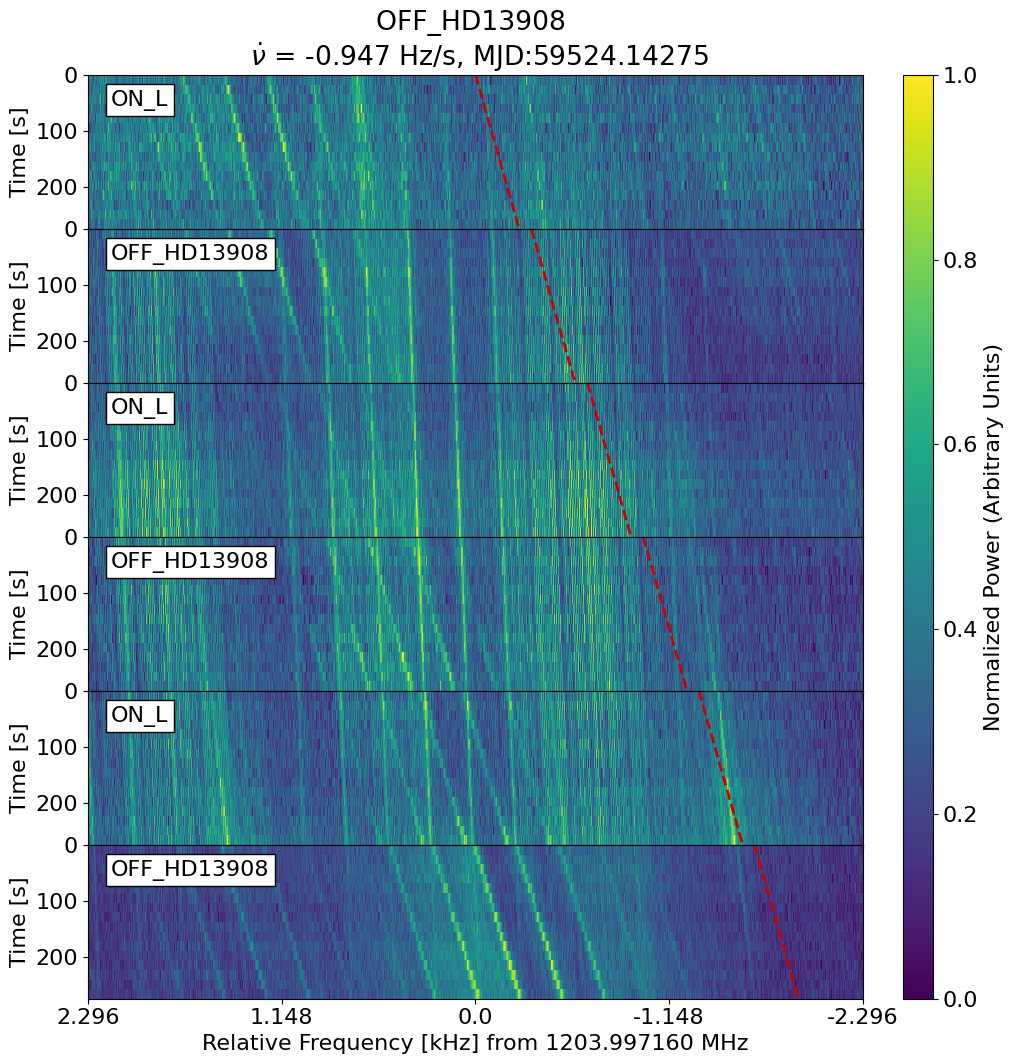 OFF_HD13908
ν̇ = -0.947 Hz/s, MJD:59524.14275
ON_L
OFF_HD13908
ON_L
OFF_HD13908
ON_L
OFF_HD13908
Time [s]
0
100
200
Time [s]
0
100
200
Time [s]
0
100
200
Time [s]
0
100
200
Time [s]
0
100
200
Time [s]
0
100
200
2.296 1.148 0.0 -1.148 -2.296
Relative Frequency [kHz] from 1203.997160 MHz
1.0
0.8
0.6
0.4
0.2
0.0
Normalized Power (Arbitrary Units)